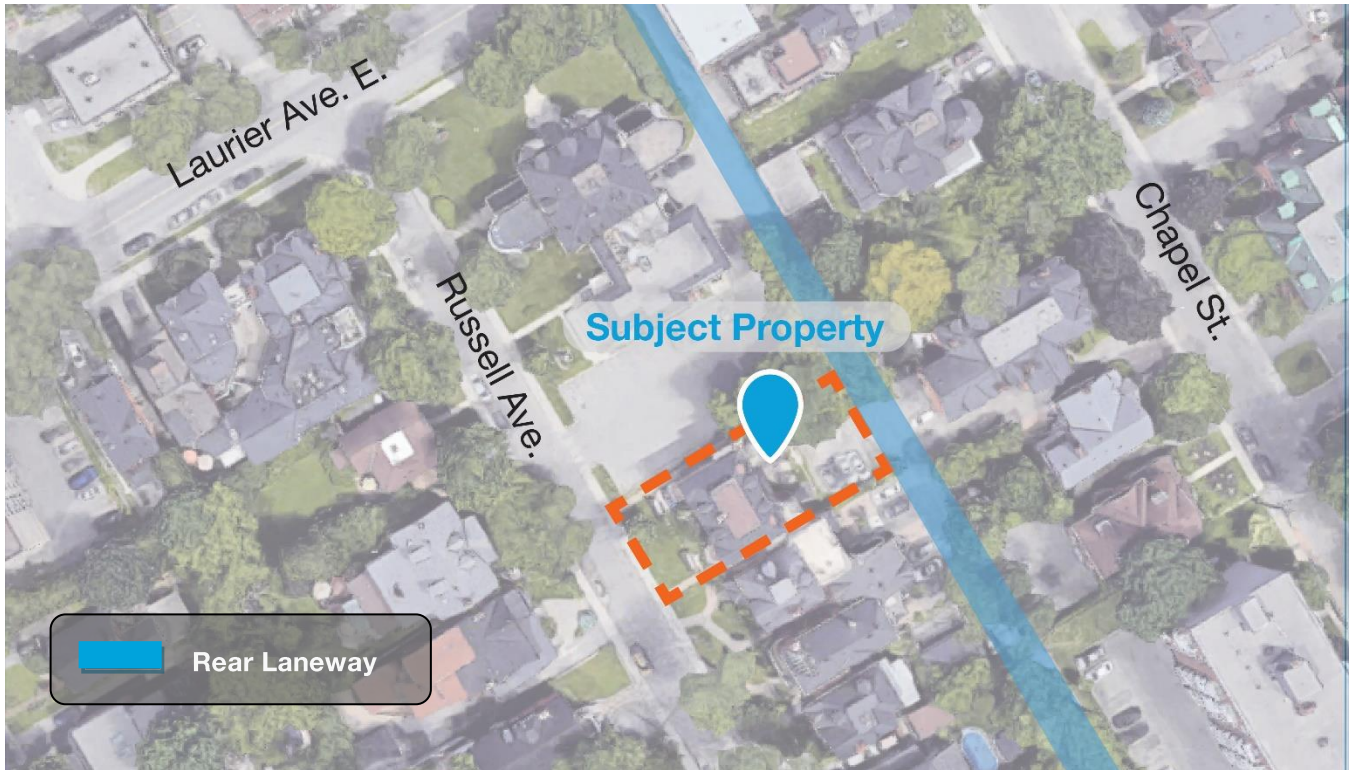 Laurier Ave. E.
Russell Ave.
Chapel St.
Subject Property
Rear Laneway